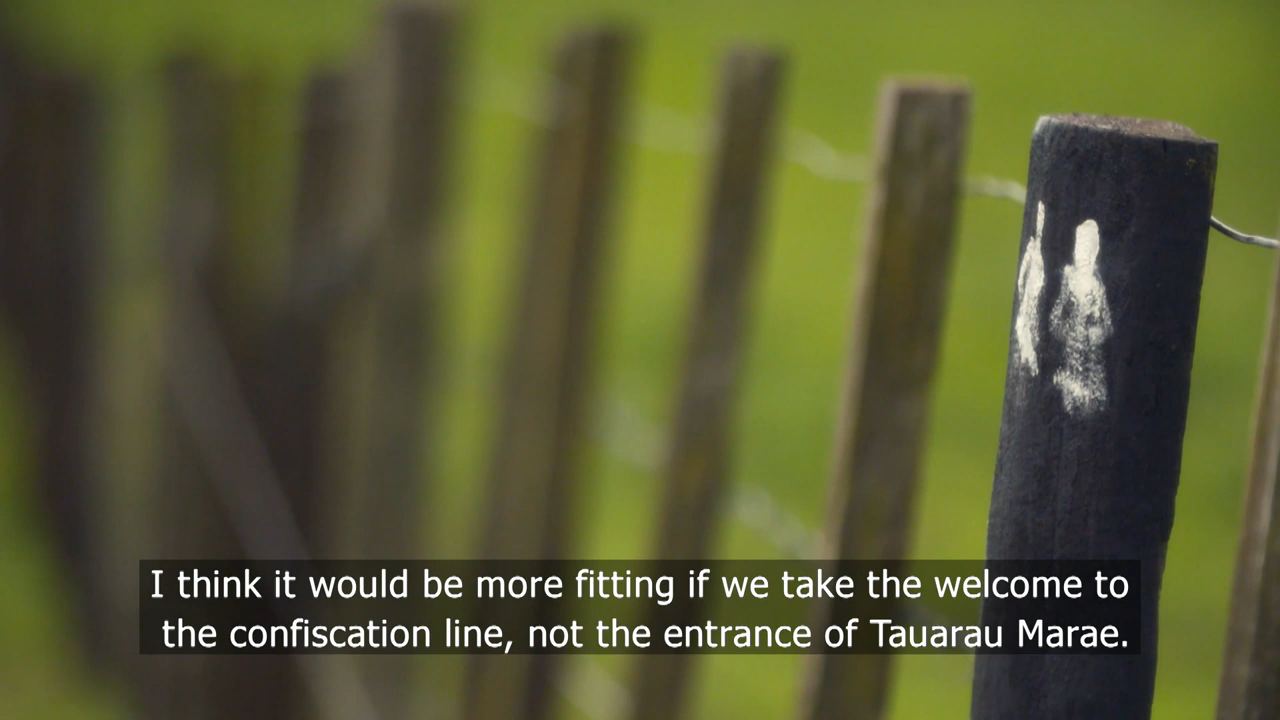 I think it would be more fitting if we take the welcome to
the confiscation line, not the entrance of Tauarau Marae.